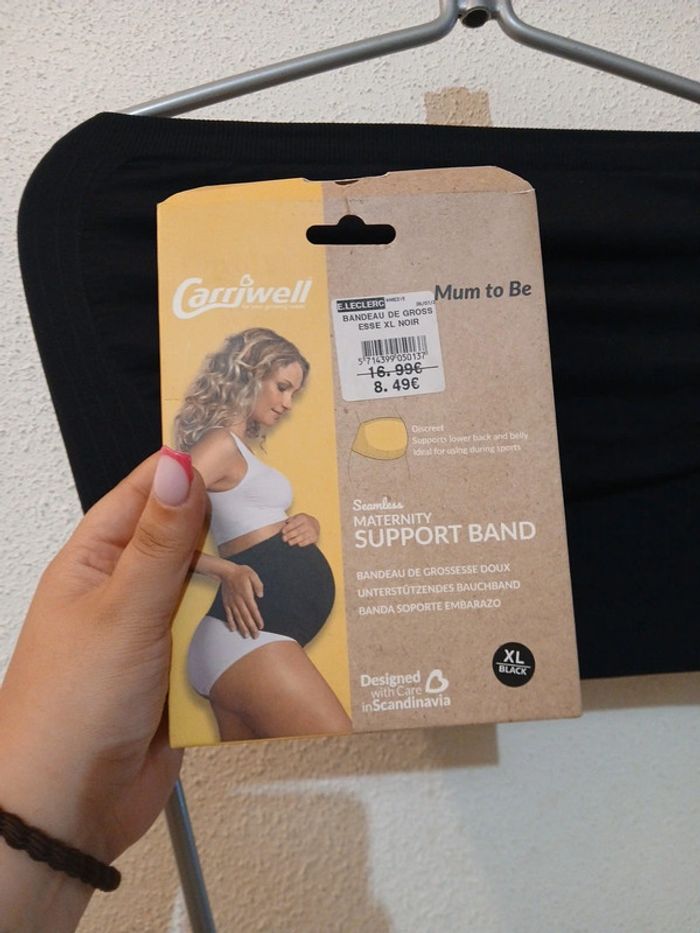 Carriwell
Mum to Be
E.LECLERC
BANDEAU DE GROSS
ESSE XL NOIR
5714399050137
16.99€
8.49€
Discreet
Supports lower back and belly
Ideal for using during sports
Seamless
MATERNITY
SUPPORT BAND
BANDEAU DE GROSSESSE DOUX
UNTERSTÜTZENDES BAUCHBAND
BANDA SOPORTE EMBARAZO
XL
BLACK
Designed
with Care
inScandinavia